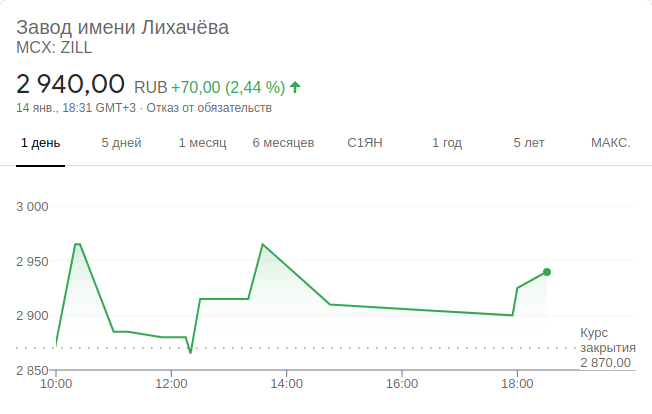 Завод имени Лихачёва
MCX: ZILL
2 940,00 RUB +70,00 (2,44 %)
14 янв., 18:31 GMT+3 · Отказ от обязательств
1 день 5 дней 1 месяц 6 месяцев С1ЯН 1 год 5 лет МАКС.
3 000
2 950
2 900
2 850
Курс
закрытия
2 870,00
10:00 12:00 14:00 16:00 18:00